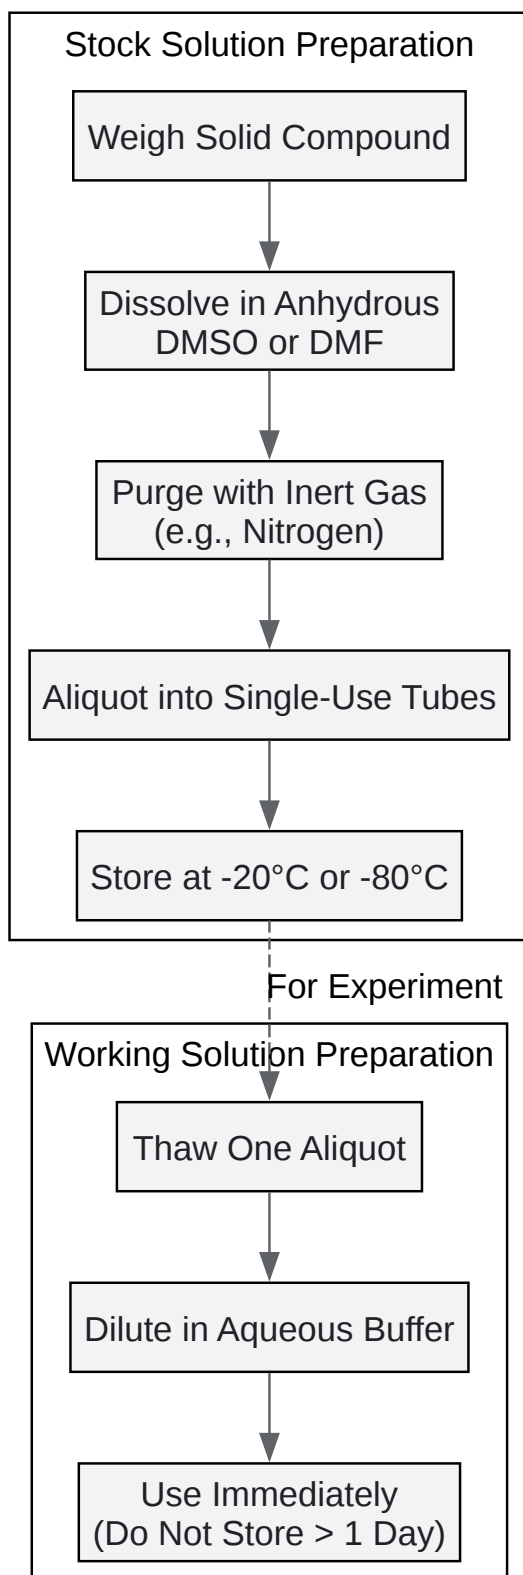 Stock Solution Preparation
Weigh Solid Compound
Dissolve in Anhydrous
DMSO or DMF
Purge with Inert Gas
(e.g., Nitrogen)
Aliquot into Single-Use Tubes
Store at -20°C or -80°C
For Experiment
Working Solution Preparation
Thaw One Aliquot
Dilute in Aqueous Buffer
Use Immediately
(Do Not Store > 1 Day)